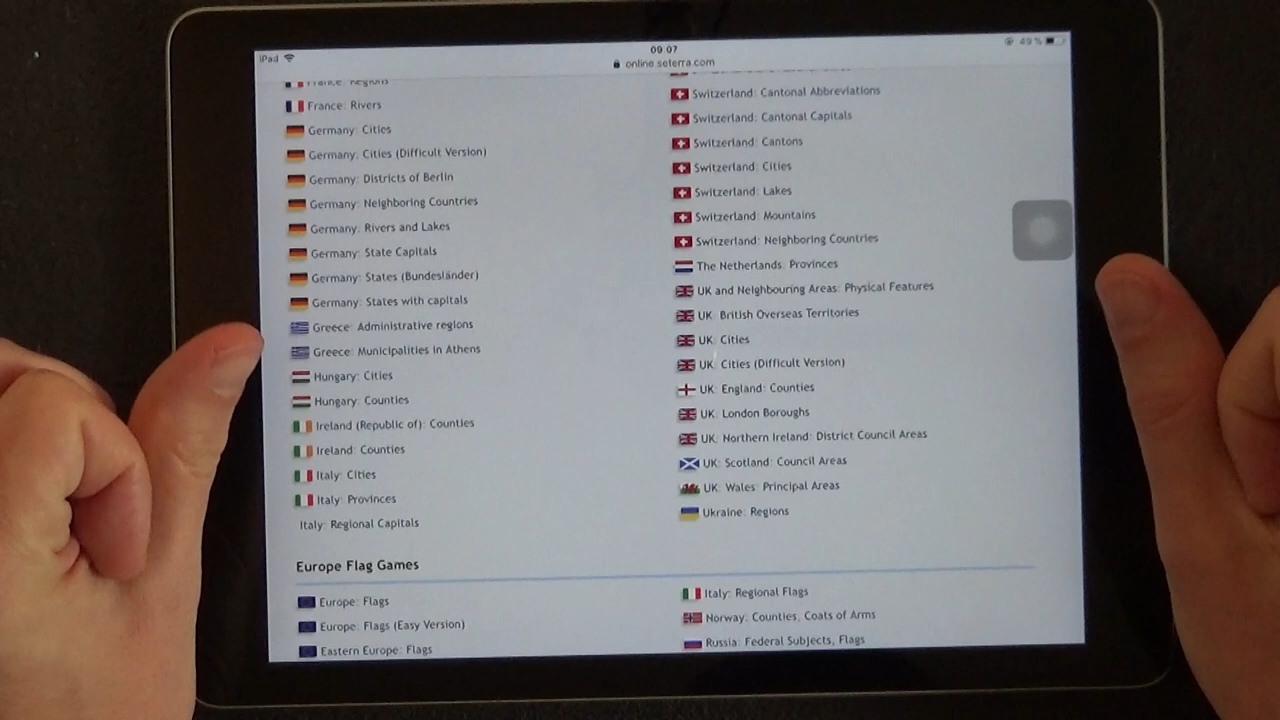 iPad
09:07
49 %
online.seterra.com
France: Regions
France: Rivers
Germany: Cities
Germany: Cities (Difficult Version)
Germany: Districts of Berlin
Germany: Neighboring Countries
Germany: Rivers and Lakes
Germany: State Capitals
Germany: States (Bundesländer)
Germany: States with capitals
Greece: Administrative regions
Greece: Municipalities in Athens
Hungary: Cities
Hungary: Counties
Ireland (Republic of): Counties
Ireland: Counties
Italy: Cities
Italy: Provinces
Italy: Regional Capitals
Switzerland: Cantonal Abbreviations
Switzerland: Cantonal Capitals
Switzerland: Cantons
Switzerland: Cities
Switzerland: Lakes
Switzerland: Mountains
Switzerland: Neighboring Countries
The Netherlands: Provinces
UK and Neighbouring Areas: Physical Features
UK: British Overseas Territories
UK: Cities
UK: Cities (Difficult Version)
UK: England: Counties
UK: London Boroughs
UK: Northern Ireland: District Council Areas
UK: Scotland: Council Areas
UK: Wales: Principal Areas
Ukraine: Regions
Europe Flag Games
Europe: Flags
Europe: Flags (Easy Version)
Eastern Europe: Flags
Italy: Regional Flags
Norway: Counties, Coats of Arms
Russia: Federal Subjects, Flags